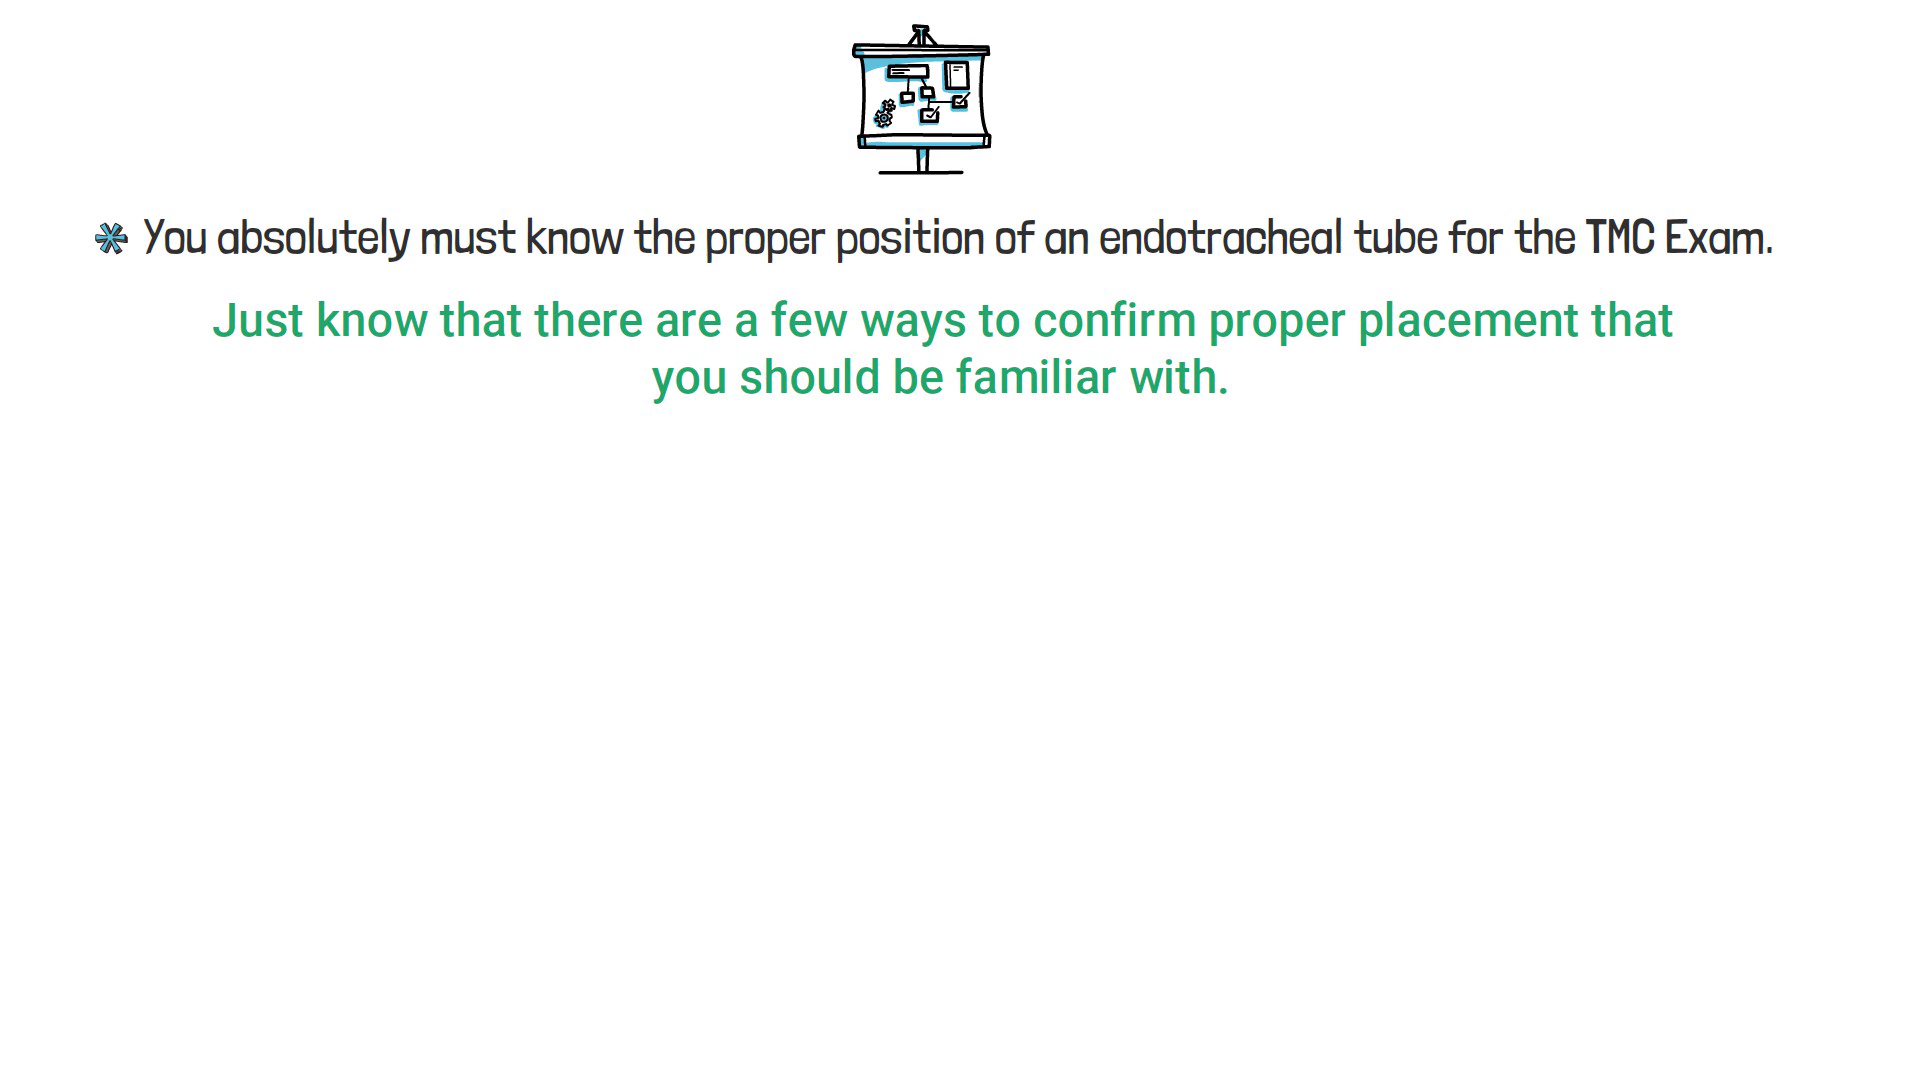 You absolutely must know the proper position of an endotracheal tube for the TMC Exam.
Just know that there are a few ways to confirm proper placement that
you should be familiar with.